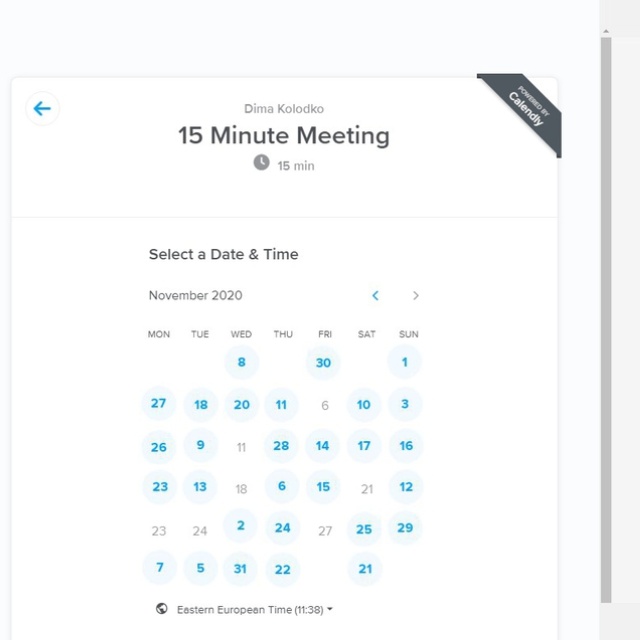 POWERED BY
Calendly
Dima Kolodko
15 Minute Meeting
15 min
Select a Date & Time
November 2020
MON TUE WED THU FRI SAT SUN
8 30 1
27 18 20 11 6 10 3
26 9 11 28 14 17 16
23 13 18 6 15 21 12
23 24 2 24 27 25 29
7 5 31 22 21
Eastern European Time (11:38)